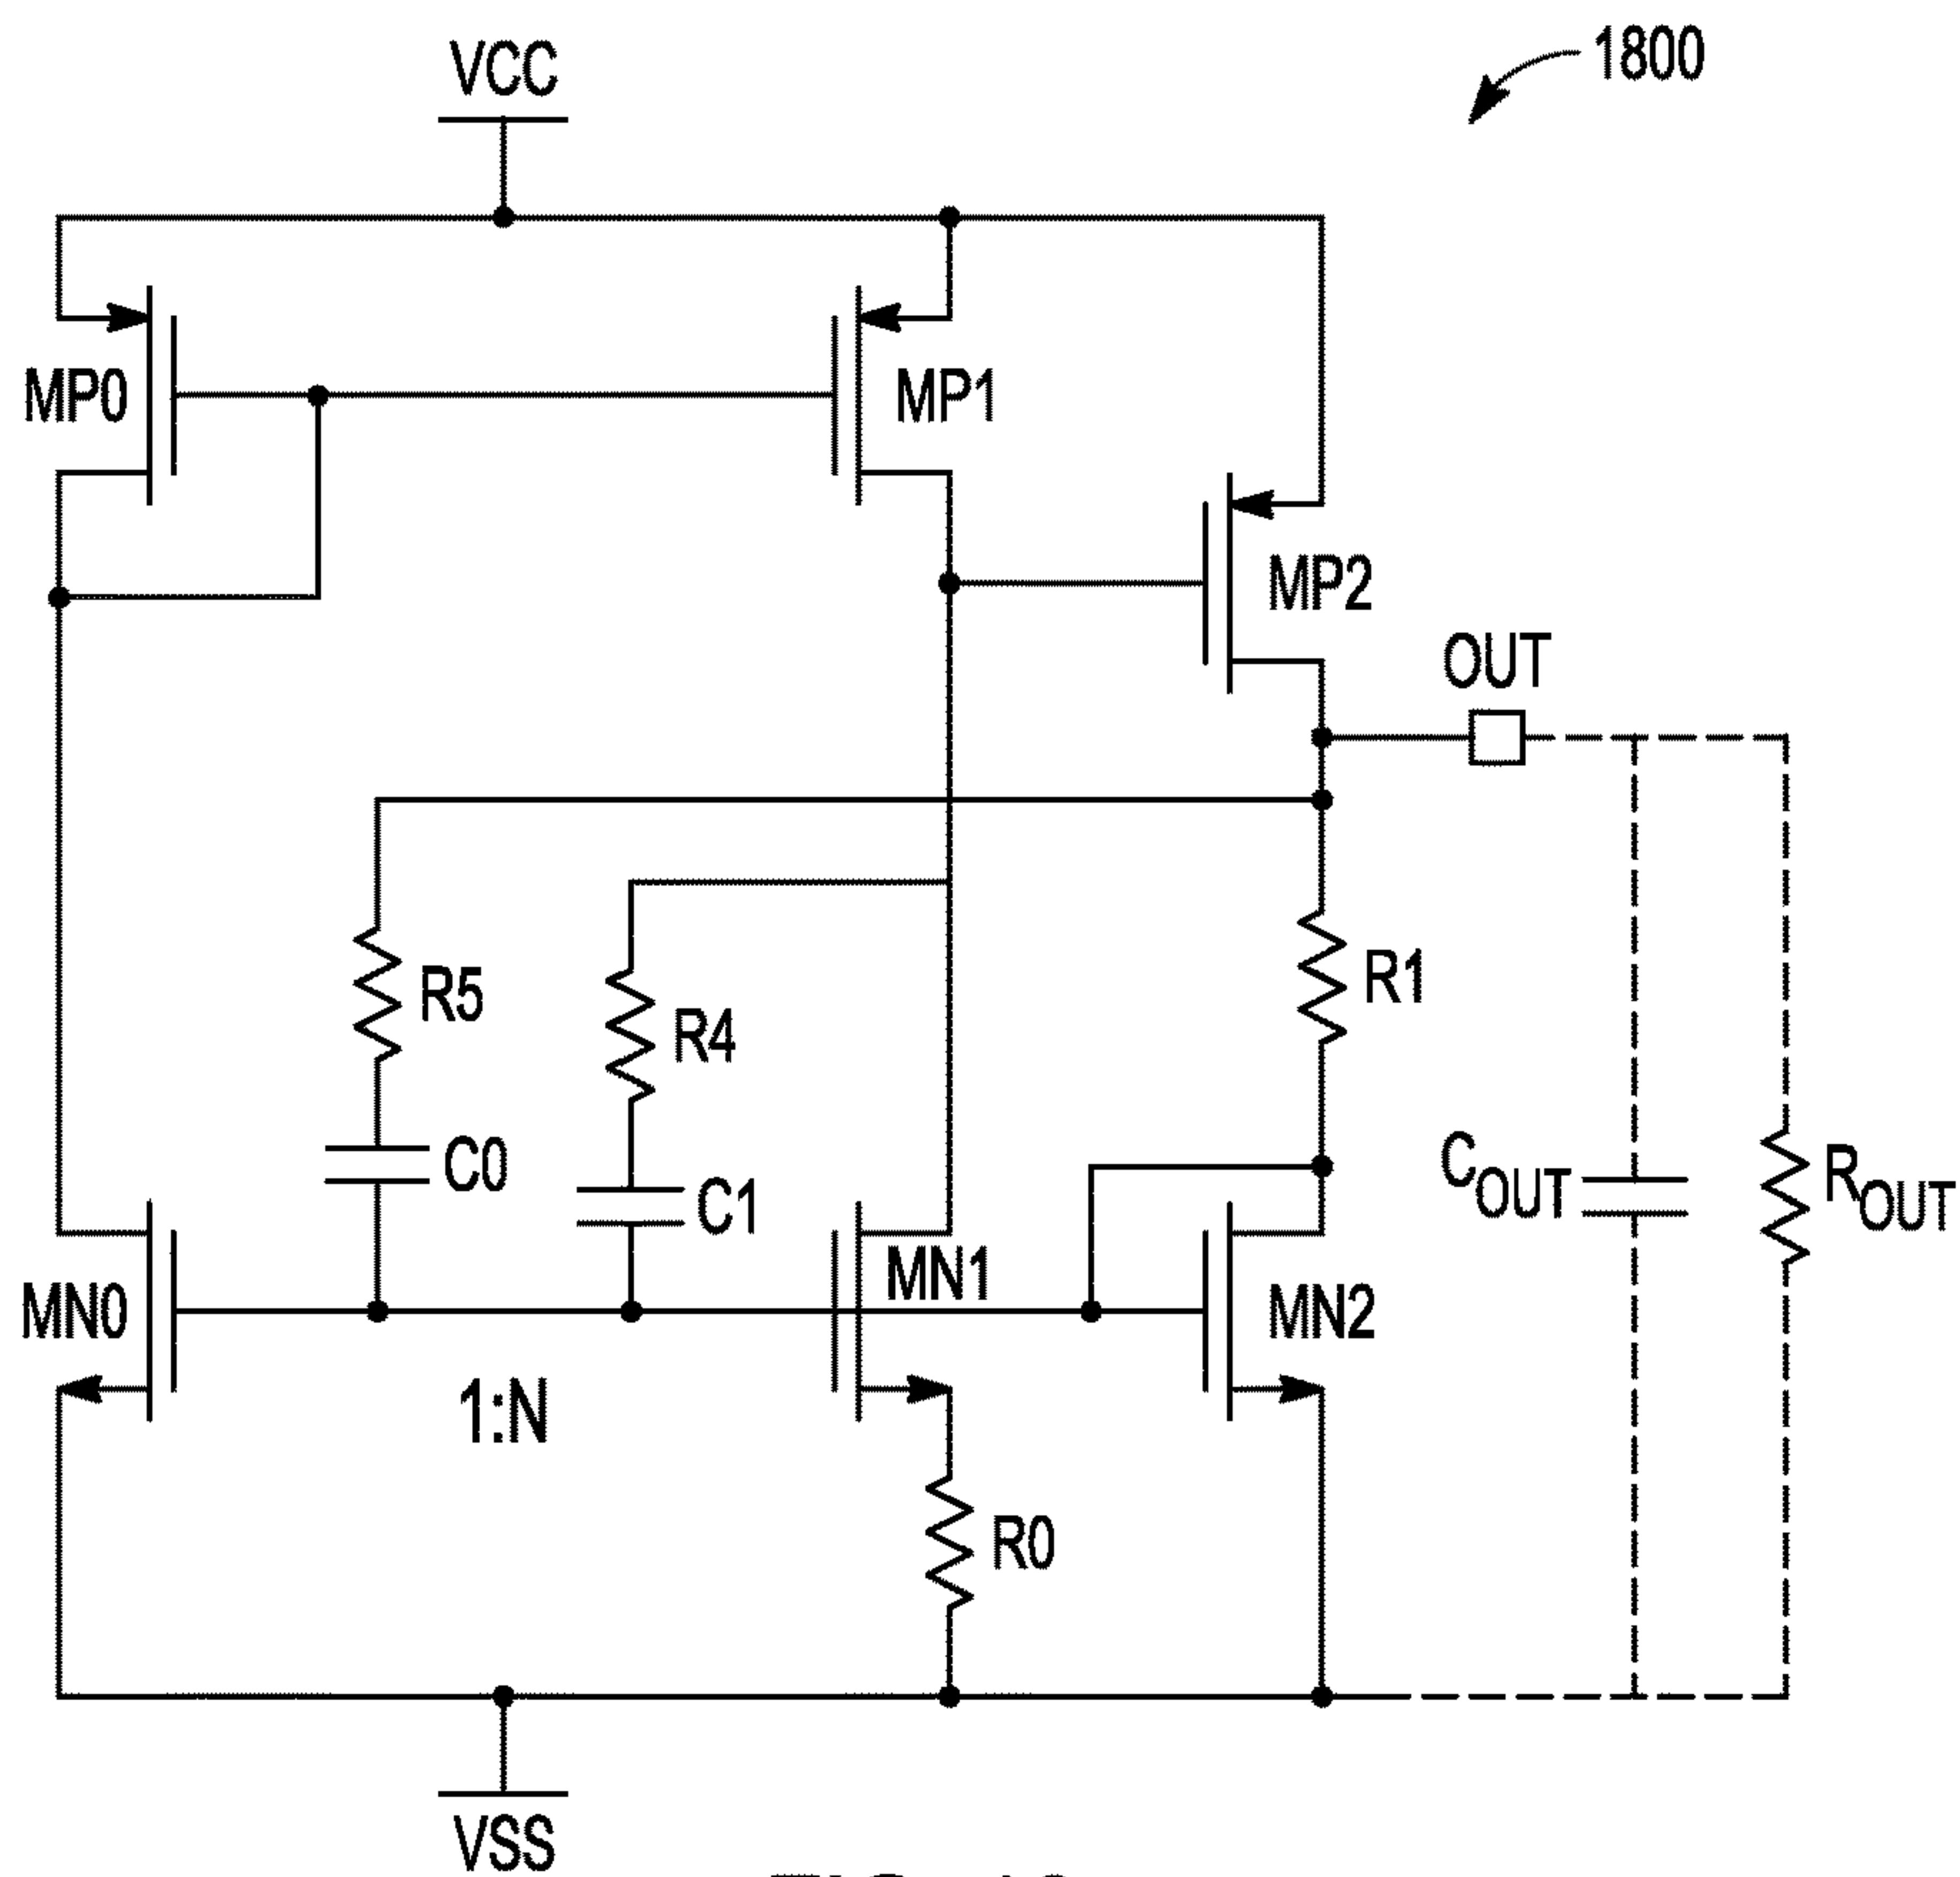 VCC
1800
MP0
MP1
MP2
OUT
R5
R4
R1
C0
C1
COUT
ROUT
MN0
MN1
MN2
1:N
R0
VSS